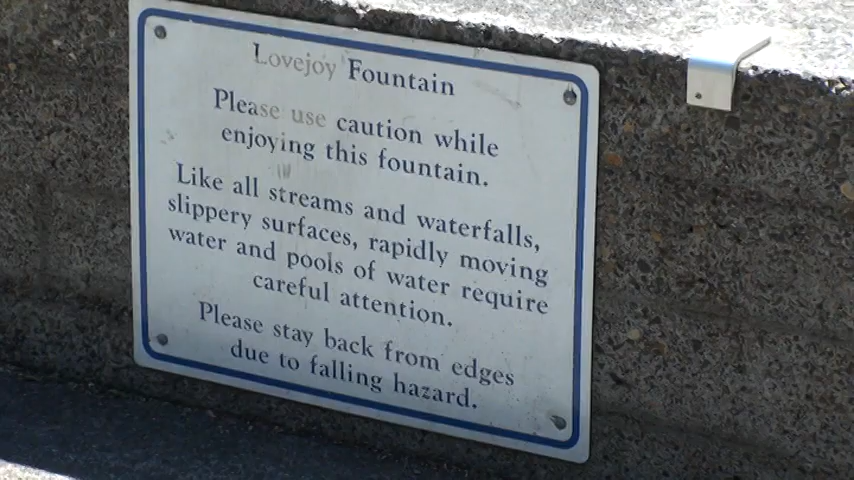 Lovejoy Fountain
Please use caution while
enjoying this fountain.
Like all streams and waterfalls,
slippery surfaces, rapidly moving
water and pools of water require
careful attention.
Please stay back from edges
due to falling hazard.